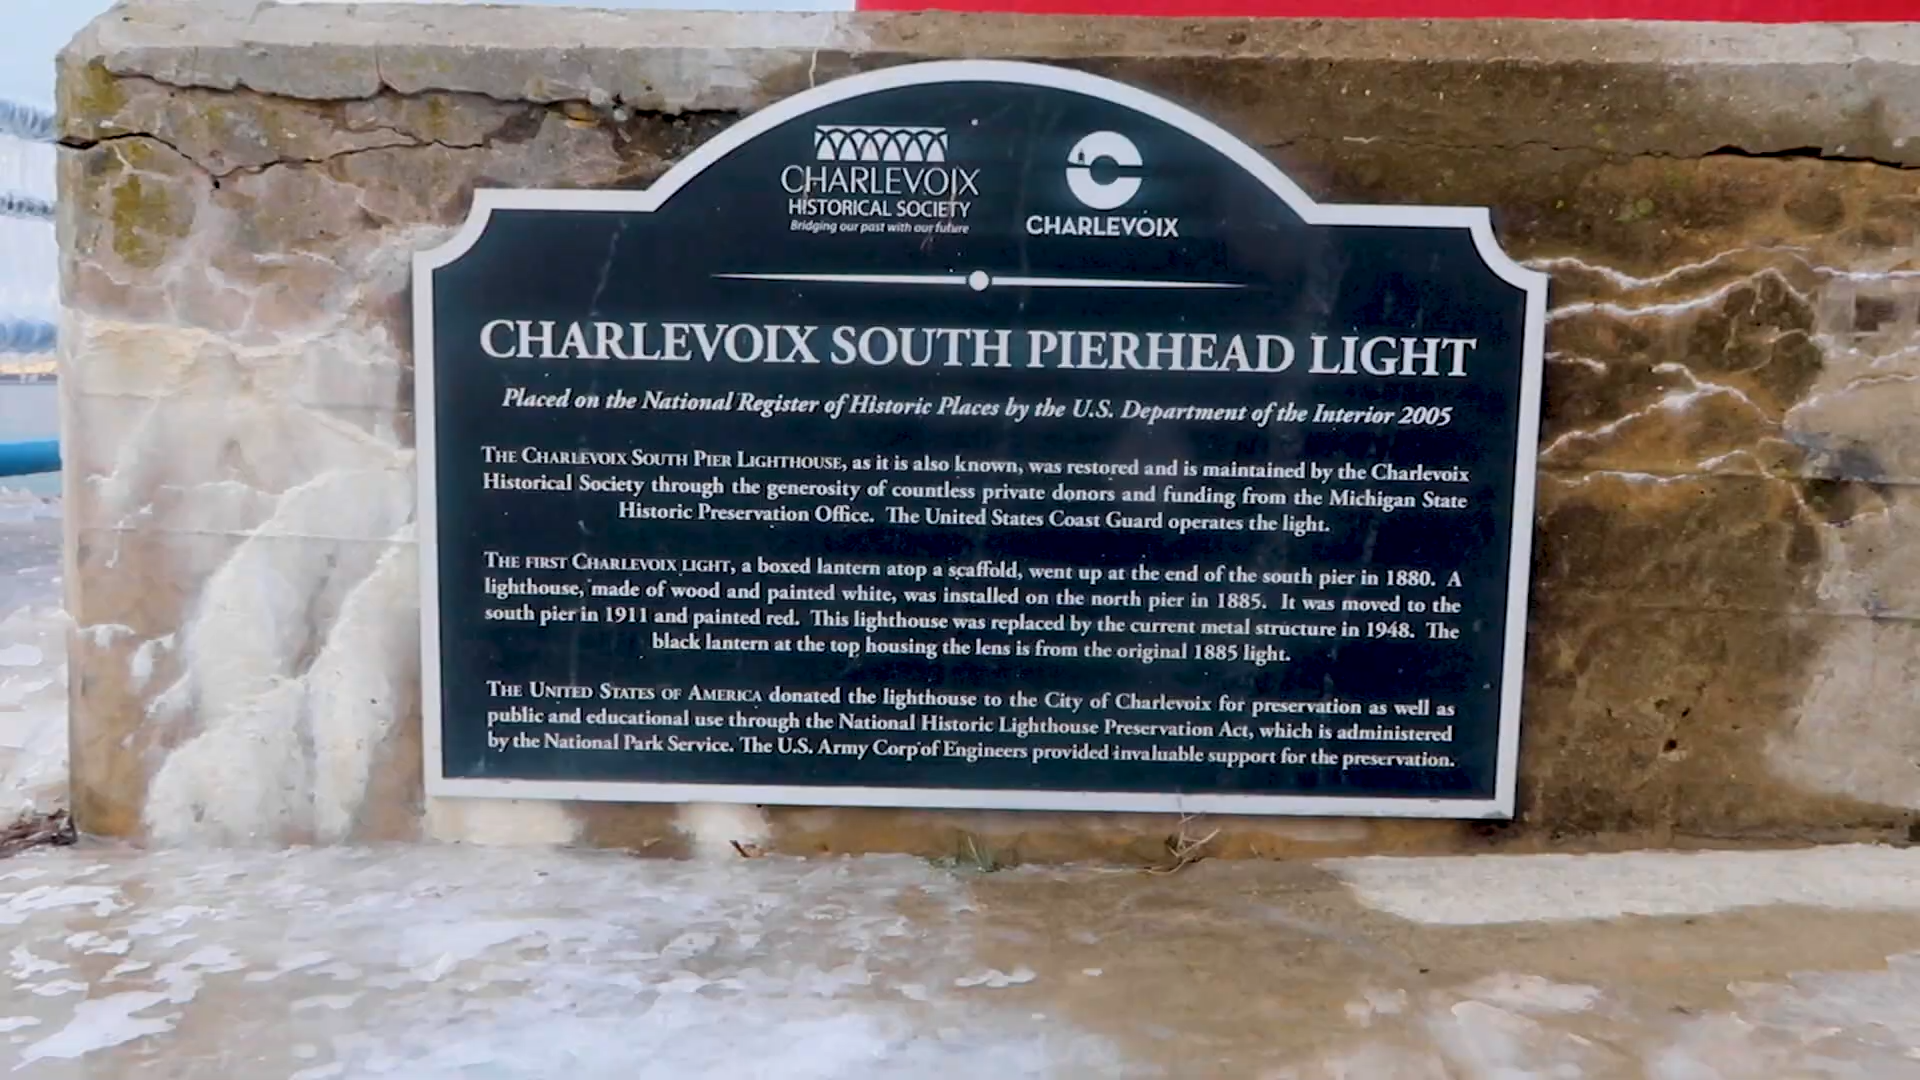 CHARLEVOIX
HISTORICAL SOCIETY
Bridging our past with our future
CHARLEVOIX
CHARLEVOIX SOUTH PIERHEAD LIGHT
Placed on the National Register of Historic Places by the U.S. Department of the Interior 2005
THE CHARLEVOIX SOUTH PIER LIGHTHOUSE, as it is also known, was restored and is maintained by the Charlevoix
Historical Society through the generosity of countless private donors and funding from the Michigan State
Historic Preservation Office. The United States Coast Guard operates the light.
THE FIRST CHARLEVOIX LIGHT, a boxed lantern atop a scaffold, went up at the end of the south pier in 1880. A
lighthouse, made of wood and painted white, was installed on the north pier in 1885. It was moved to the
south pier in 1911 and painted red. This lighthouse was replaced by the current metal structure in 1948. The
black lantern at the top housing the lens is from the original 1885 light.
THE UNITED STATES OF AMERICA donated the lighthouse to the City of Charlevoix for preservation as well as
public and educational use through the National Historic Lighthouse Preservation Act, which is administered
by the National Park Service. The U.S. Army Corp of Engineers provided invaluable support for the preservation.